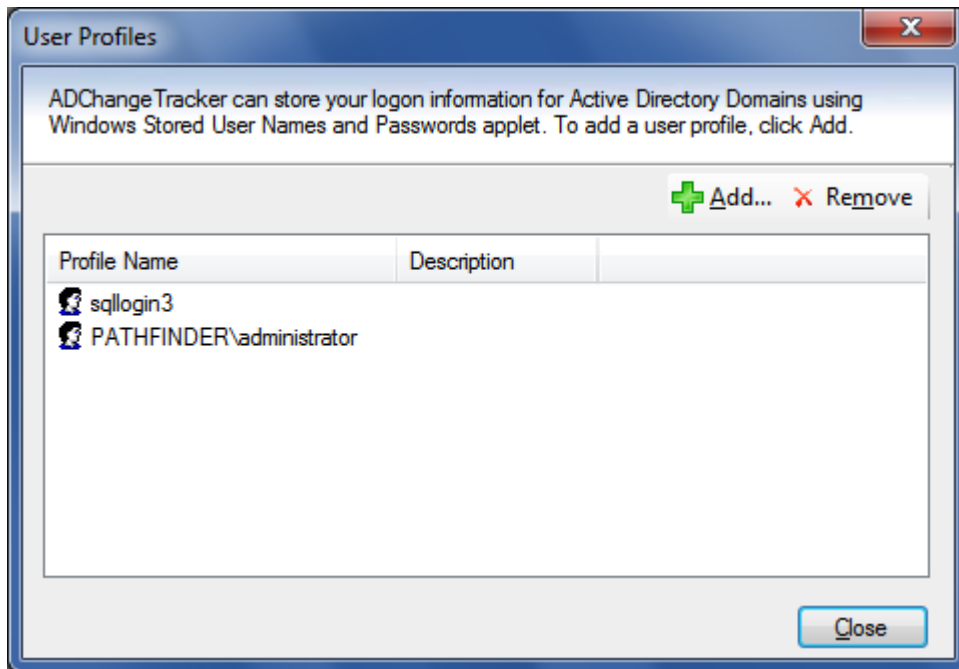 User Profiles
ADChangeTracker can store your logon information for Active Directory Domains using
Windows Stored User Names and Passwords applet. To add a user profile, click Add.
Add... Remove
Profile Name Description
sqllogin3
PATHFINDER\administrator
Close